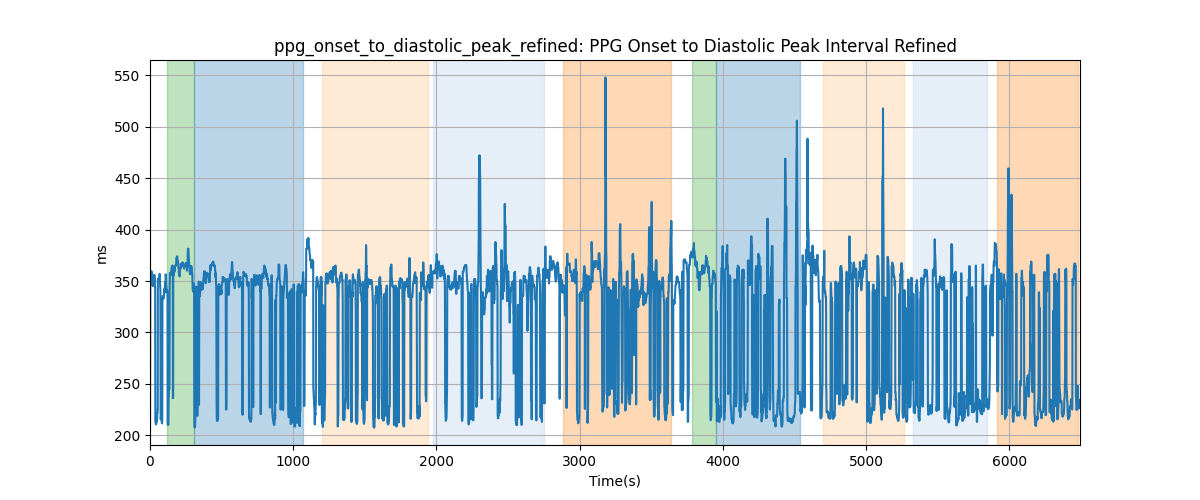 ppg_onset_to_diastolic_peak_refined: PPG Onset to Diastolic Peak Interval Refined
550
500
450
400
350
300
250
200
ms
0 1000 2000 3000 4000 5000 6000
Time(s)